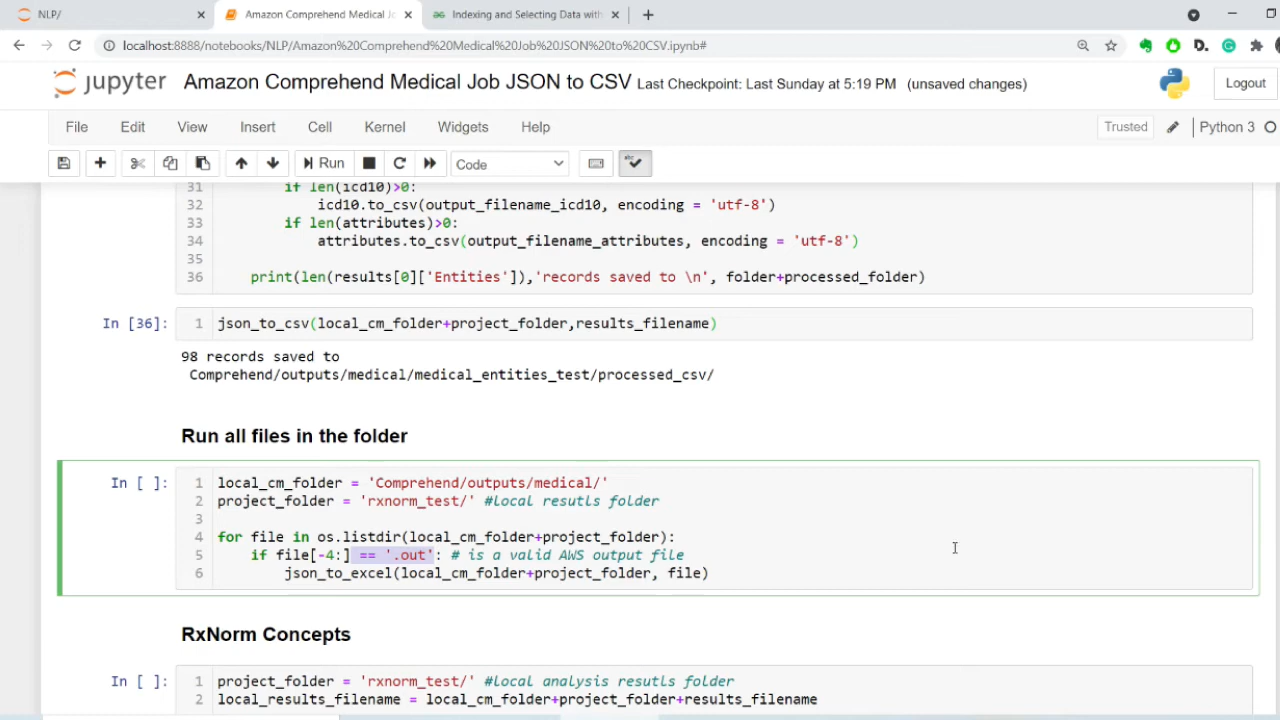 NLP/
Amazon Comprehend Medical J
Indexing and Selecting Data with
localhost:8888/notebooks/NLP/Amazon%20Comprehend%20Medical%20Job%20JSON%20to%20CSV.ipynb#
jupyter Amazon Comprehend Medical Job JSON to CSV Last Checkpoint: Last Sunday at 5:19 PM (unsaved changes)
Logout
File Edit View Insert Cell Kernel Widgets Help
Trusted Python 3
Run Code
31 if len(icd10)>0:
32 icd10.to_csv(output_filename_icd10, encoding = 'utf-8')
33 if len(attributes)>0:
34 attributes.to_csv(output_filename_attributes, encoding = 'utf-8')
35
36 print(len(results[0]['Entities']),'records saved to \n', folder+processed_folder)
In [36]: 1 json_to_csv(local_cm_folder+project_folder,results_filename)
98 records saved to
Comprehend/outputs/medical/medical_entities_test/processed_csv/
Run all files in the folder
In [ ]: 1 local_cm_folder = 'Comprehend/outputs/medical/'
2 project_folder = 'rxnorm_test/' #local resutls folder
3
4 for file in os.listdir(local_cm_folder+project_folder):
5 if file[-4:] == '.out': # is a valid AWS output file
6 json_to_excel(local_cm_folder+project_folder, file)
RxNorm Concepts
In [ ]: 1 project_folder = 'rxnorm_test/' #local analysis resutls folder
2 local_results_filename = local_cm_folder+project_folder+results_filename